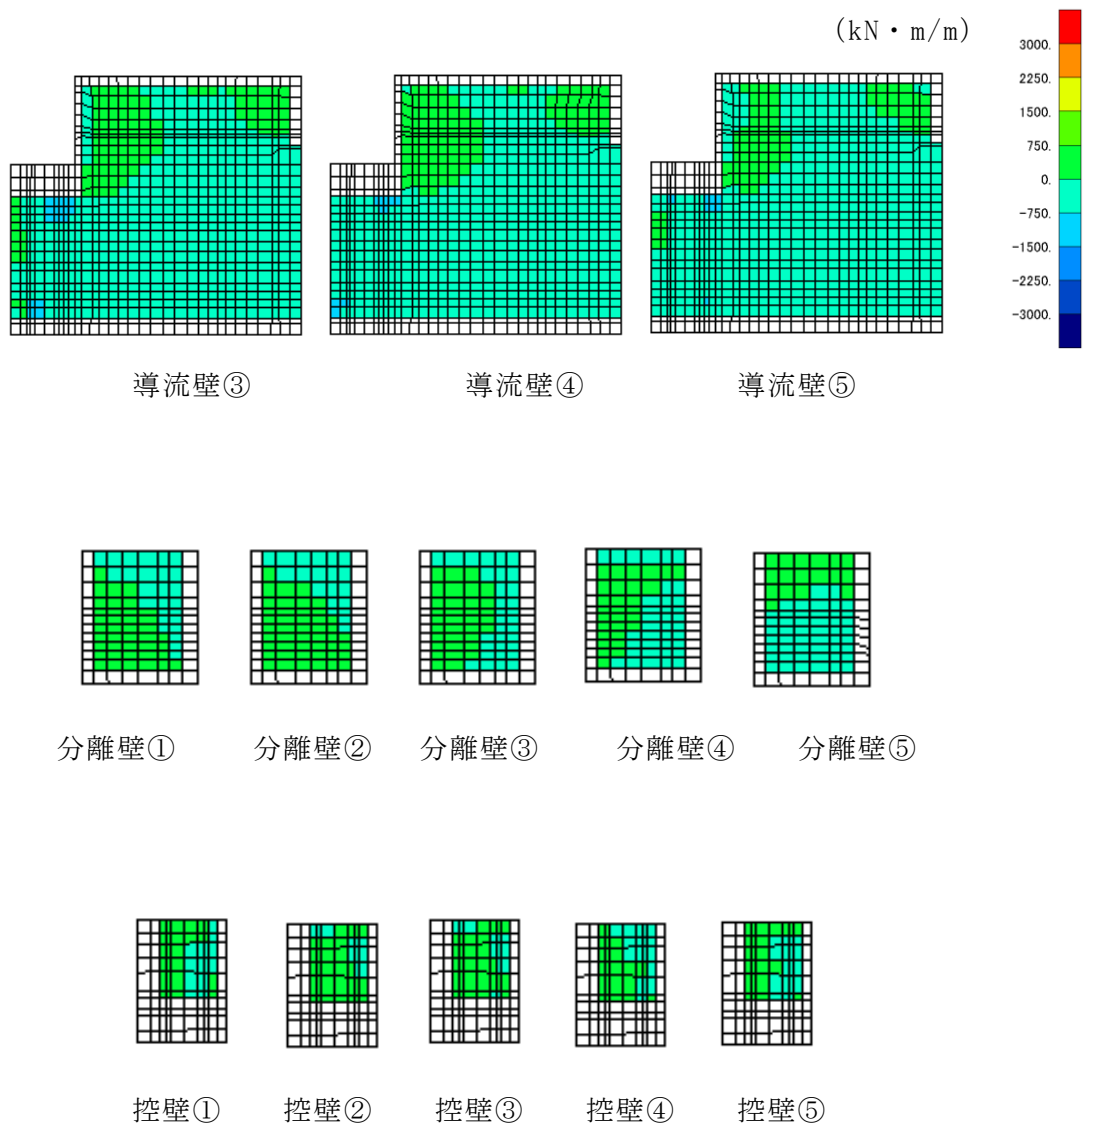 (kN・m/m)
3000.
2250.
1500.
750.
0.
-750.
-1500.
-2250.
-3000.
導流壁③ 導流壁④ 導流壁⑤
分離壁① 分離壁② 分離壁③ 分離壁④ 分離壁⑤
控壁① 控壁② 控壁③ 控壁④ 控壁⑤